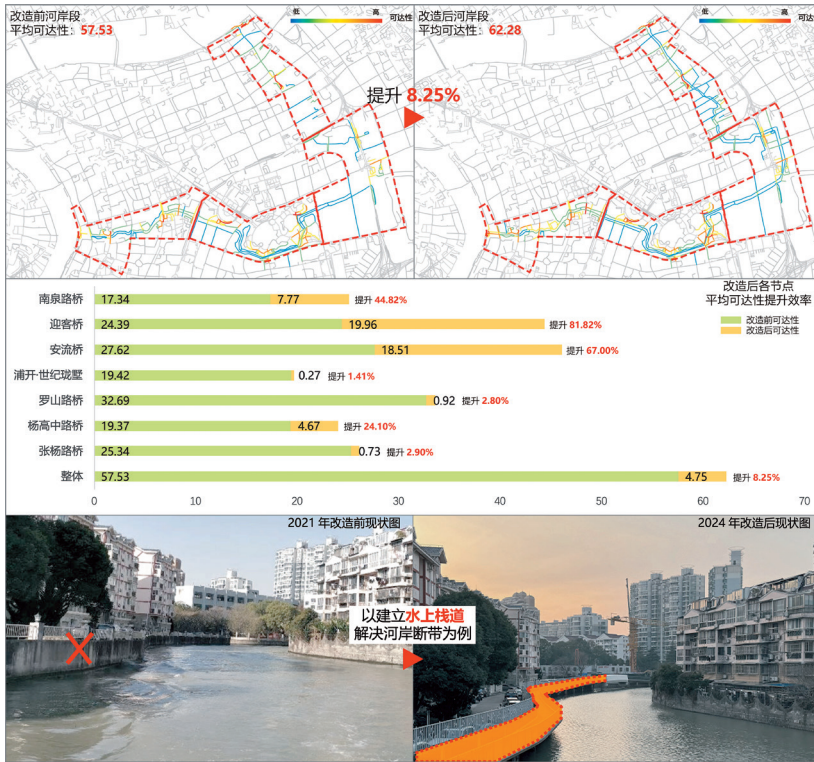 改造前河岸段
平均可达性：57.53
低 高 可达性
改造后河岸段
平均可达性：62.28
低 高 可达性
提升 8.25%
改造后各节点
平均可达性提升效率
改造前可达性
改造后可达性
南泉路桥 17.34 7.77 提升 44.82%
迎客桥 24.39 19.96 提升 81.82%
安流桥 27.62 18.51 提升 67.00%
浦开·世纪珑墅 19.42 0.27 提升 1.41%
罗山路桥 32.69 0.92 提升 2.80%
杨高中路桥 19.37 4.67 提升 24.10%
张杨路桥 25.34 0.73 提升 2.90%
整体 57.53 4.75 提升 8.25%
0 10 20 30 40 50 60 70
2021 年改造前现状图
2024 年改造后现状图
以建立水上栈道
解决河岸断带为例